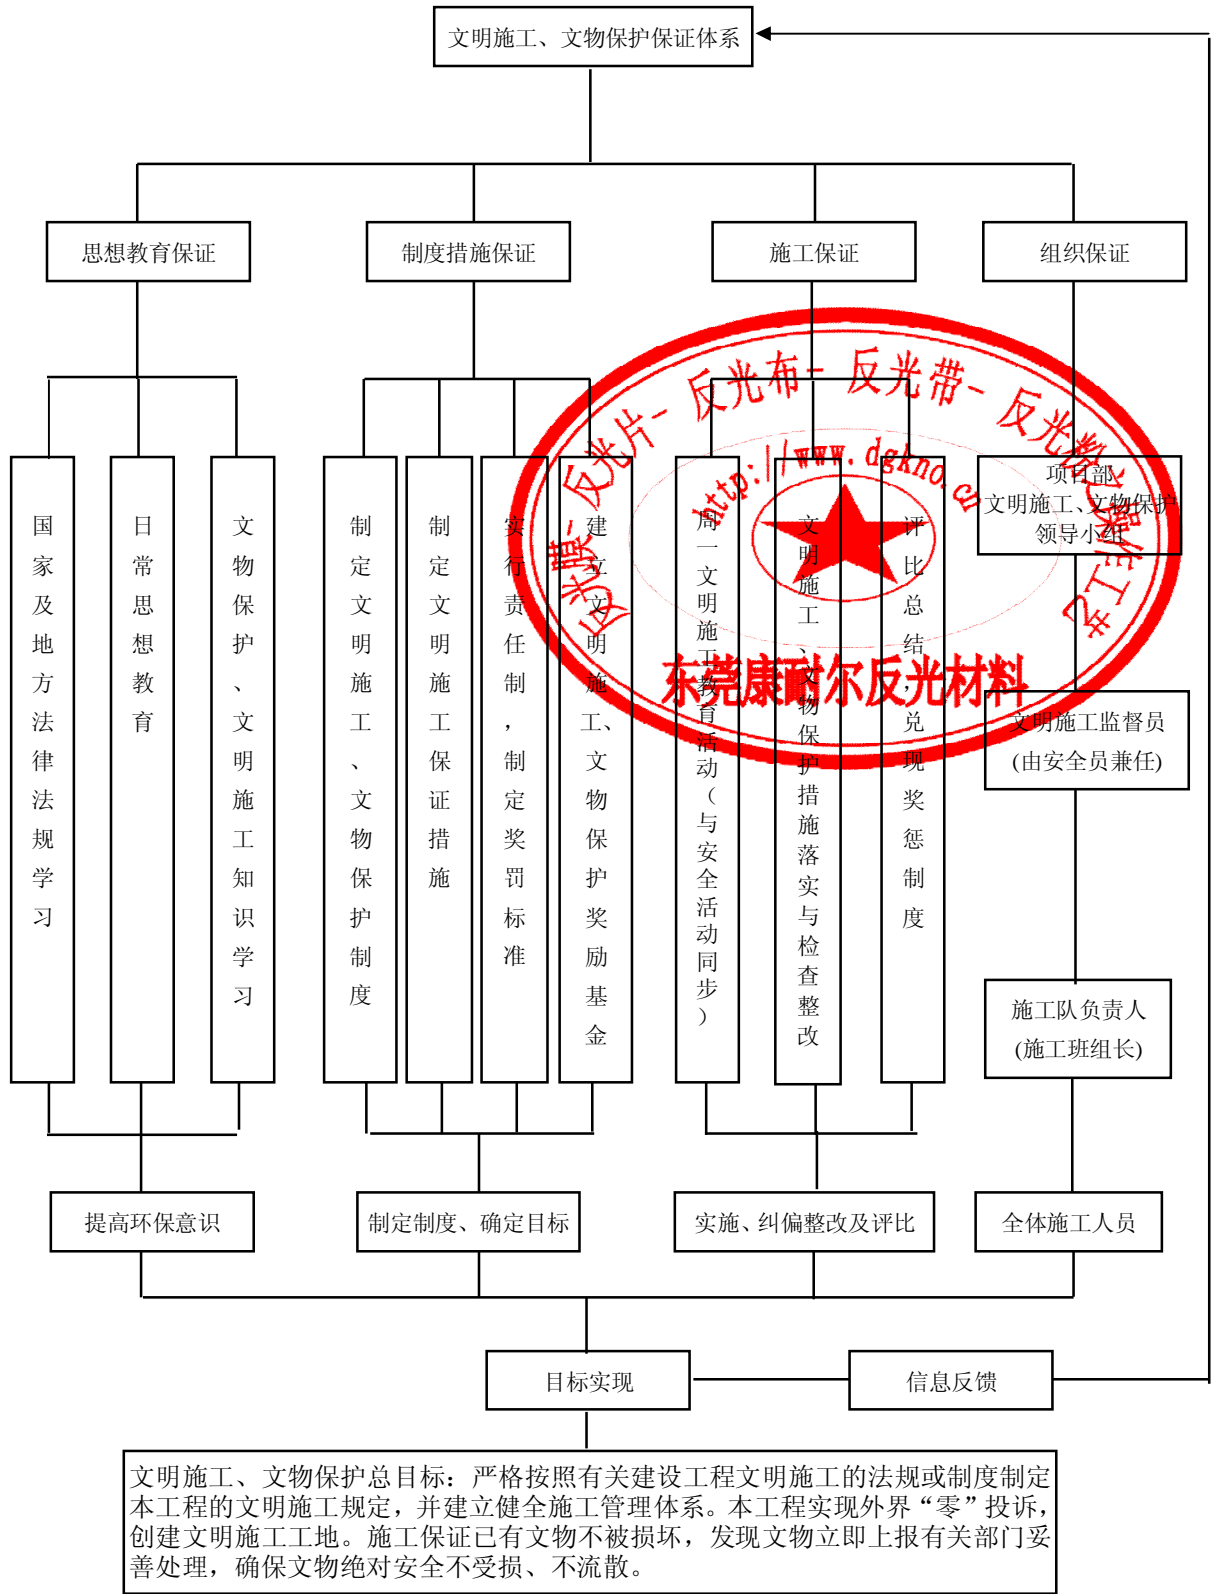 文明施工、文物保护保证体系
思想教育保证
制度措施保证
施工保证
组织保证
国家及地方法律法规学习
日常思想教育
文物保护、文明施工知识学习
制定文明施工、文物保护制度
制定文明施工保证措施
实行责任制,制定奖罚标准
建立文明施工、文物保护奖励基金
周一文明施工教育活动(与安全活动同步)
文明施工、文物保护措施落实与检查整改
评比总结,兑现奖惩制度
项目部
文明施工、文物保护
领导小组
文明施工监督员
(由安全员兼任)
施工队负责人
(施工班组长)
反光膜-反光片-反光布-反光带-反光粉及操作工艺
http://www.dgkno.cn
东莞康耐尔反光材料
提高环保意识
制定制度、确定目标
实施、纠偏整改及评比
全体施工人员
目标实现
信息反馈
文明施工、文物保护总目标：严格按照有关建设工程文明施工的法规或制度制定
本工程的文明施工规定，并建立健全施工管理体系。本工程实现外界“零”投诉，
创建文明施工工地。施工保证已有文物不被损坏，发现文物立即上报有关部门妥
善处理，确保文物绝对安全不受损、不流散。